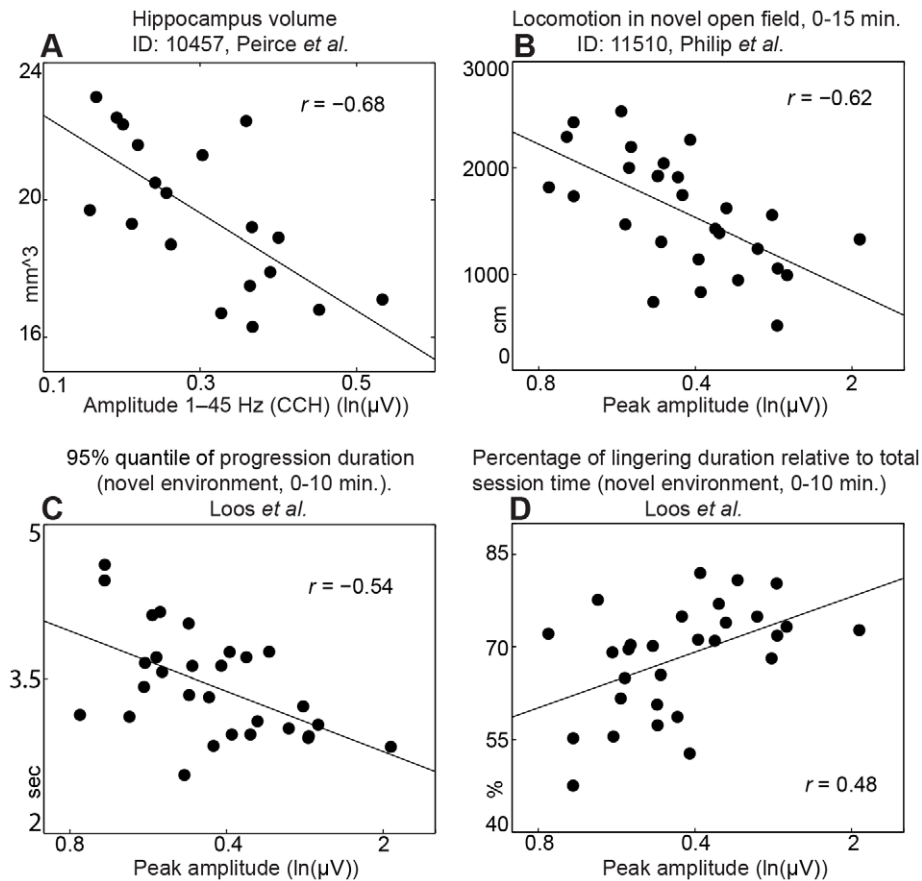 Hippocampus volume
A ID: 10457, Peirce et al.
24
20
16
mm^3
r = −0.68
0.1 0.3 0.5
Amplitude 1–45 Hz (CCH) (ln(µV))
Locomotion in novel open field, 0-15 min.
B ID: 11510, Philip et al.
3000
2000
1000
0
cm
r = −0.62
0.8 0.4 2
Peak amplitude (ln(µV))
95% quantile of progression duration
(novel environment, 0-10 min.).
C Loos et al.
5
3.5
2
sec
r = −0.54
0.8 0.4 2
Peak amplitude (ln(µV))
Percentage of lingering duration relative to total
session time (novel environment, 0-10 min.)
D Loos et al.
85
70
55
40
%
r = 0.48
0.8 0.4 2
Peak amplitude (ln(µV))